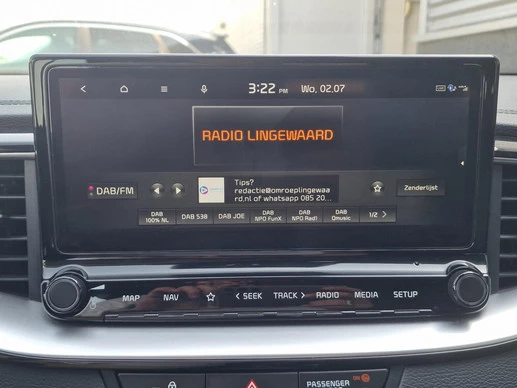 3:22 PM Wo, 02.07
RADIO LINGEWAARD
DAB/FM
Tips?
redactie@omroeplingewaa
rd.nl of whatsapp 085 20...
Zenderlijst
DAB
100% NL
DAB 538
DAB JOE
DAB
NPO FunX
DAB
NPO Rad1
DAB
Qmusic
1/2 >
MAP
NAV
< SEEK
TRACK >
RADIO
MEDIA
SETUP
PASSENGER
ON